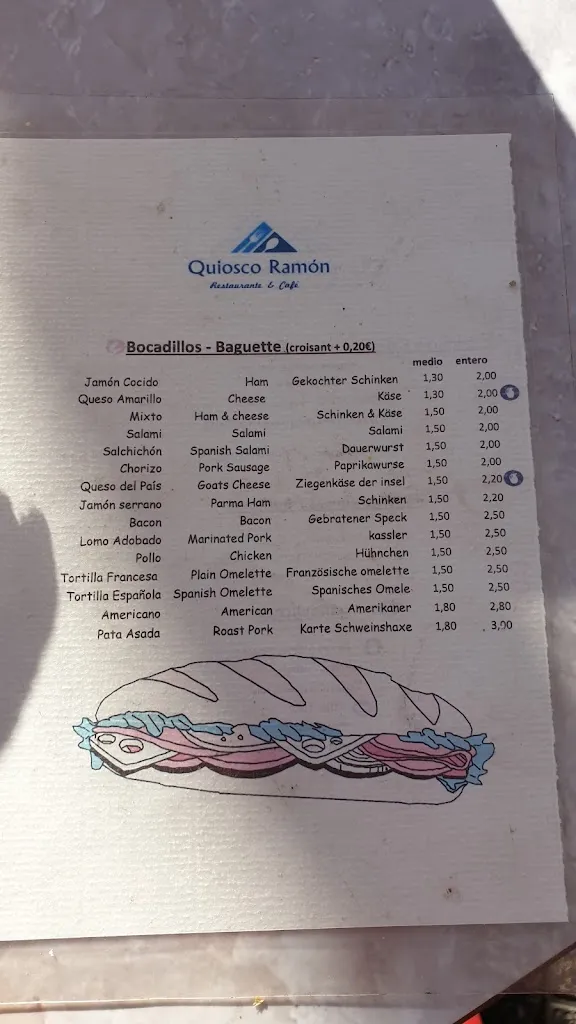 Quiosco Ramón
Restaurante & Café
Bocadillos - Baguette (croisant + 0,20€)
medio entero
Jamón Cocido Ham Gekochter Schinken 1,30 2,00
Queso Amarillo Cheese Käse 1,30 2,00
Mixto Ham & cheese Schinken & Käse 1,50 2,00
Salami Salami Salami 1,50 2,00
Salchichón Spanish Salami Dauerwurst 1,50 2,00
Chorizo Pork Sausage Paprikawurse 1,50 2,00
Queso del País Goats Cheese Ziegenkäse der insel 1,50 2,20
Jamón serrano Parma Ham Schinken 1,50 2,20
Bacon Bacon Gebratener Speck 1,50 2,50
Lomo Adobado Marinated Pork kassler 1,50 2,50
Pollo Chicken Hühnchen 1,50 2,50
Tortilla Francesa Plain Omelette Französische omelette 1,50 2,50
Tortilla Española Spanish Omelette Spanisches Omele 1,50 2,50
Americano American Amerikaner 1,80 2,80
Pata Asada Roast Pork Karte Schweinshaxe 1,80 3,00